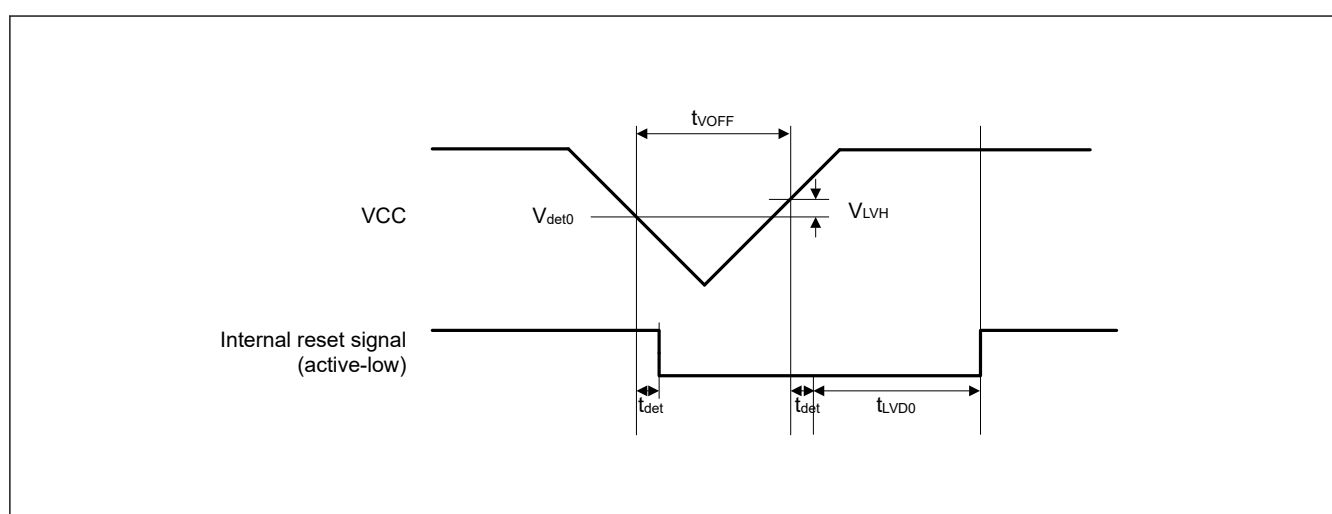 tVOFF
VCC
Vdet0
VLVH
Internal reset signal
(active-low)
tdet
tdet
tLVD0